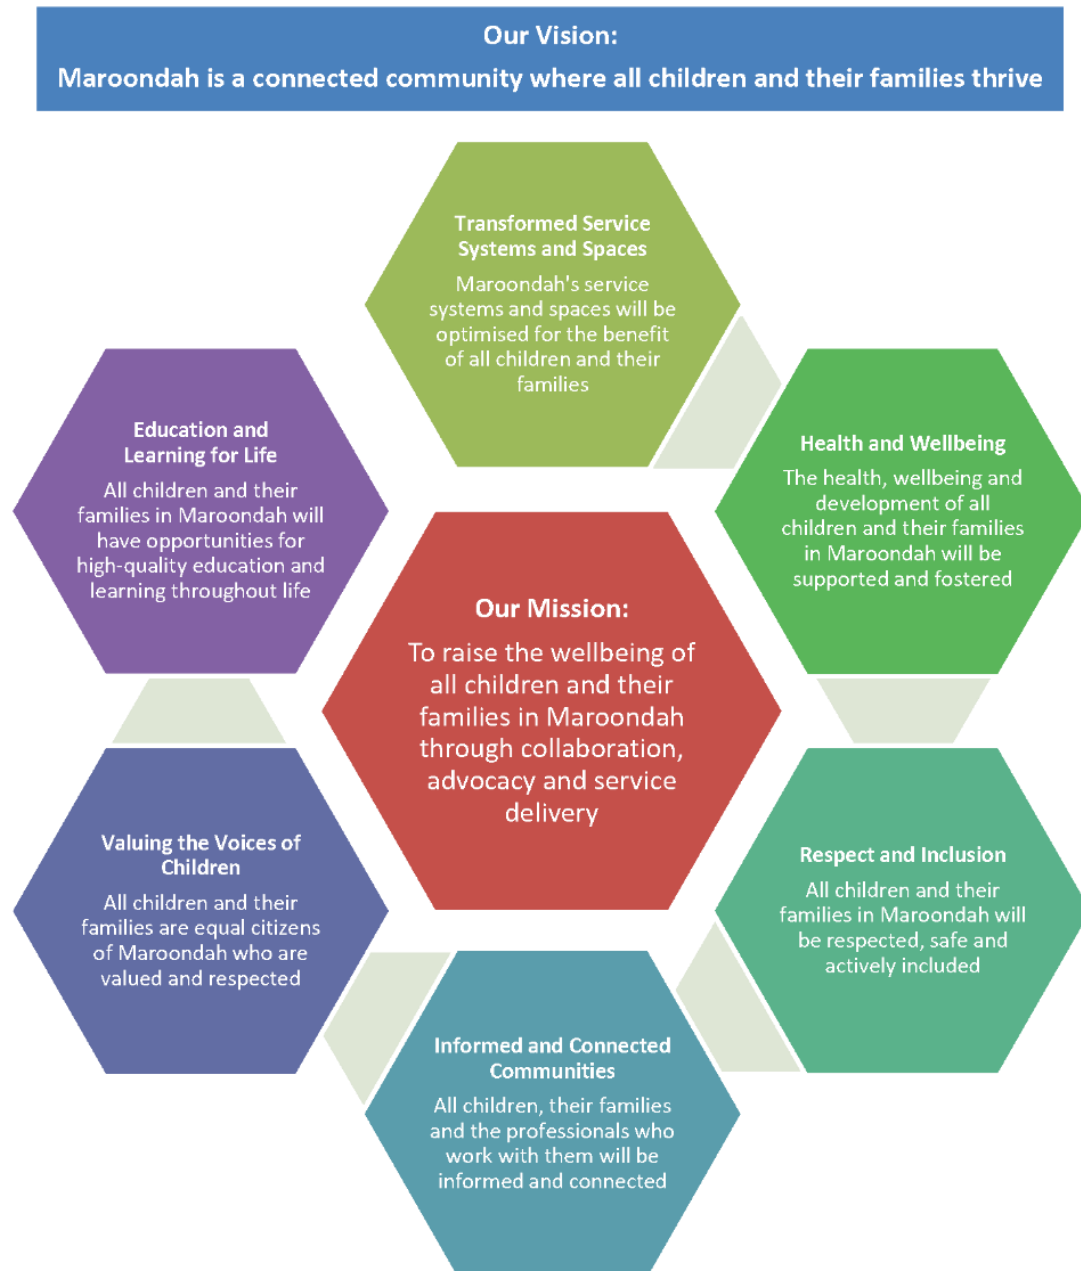 Our Vision:
Maroondah is a connected community where all children and their families thrive
Transformed Service
Systems and Spaces
Maroondah's service
systems and spaces will be
optimised for the benefit
of all children and their
families
Health and Wellbeing
The health, wellbeing and
development of all
children and their families
in Maroondah will be
supported and fostered
Respect and Inclusion
All children and their
families in Maroondah will
be respected, safe and
actively included
Informed and Connected
Communities
All children, their families
and the professionals who
work with them will be
informed and connected
Valuing the Voices of
Children
All children and their
families are equal citizens
of Maroondah who are
valued and respected
Education and
Learning for Life
All children and their
families in Maroondah will
have opportunities for
high-quality education and
learning throughout life
Our Mission:
To raise the wellbeing of
all children and their
families in Maroondah
through collaboration,
advocacy and service
delivery